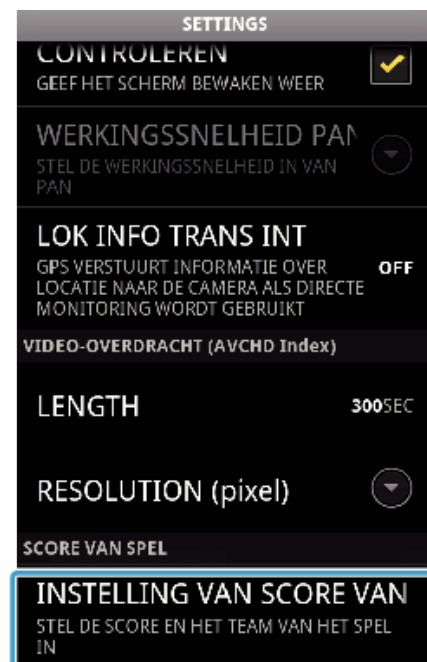 SETTINGS
CONTROLEREN
GEEF HET SCHERM BEWAKEN WEER
WERKINGSSNELHEID PAN
STEL DE WERKINGSSNELHEID IN VAN
PAN
LOK INFO TRANS INT
GPS VERSTUURT INFORMATIE OVER
LOCATIE NAAR DE CAMERA ALS DIRECTE
MONITORING WORDT GEBRUIKT
OFF
VIDEO-OVERDRACHT (AVCHD Index)
LENGTH
300SEC
RESOLUTION (pixel)
SCORE VAN SPEL
INSTELLING VAN SCORE VAN
STEL DE SCORE EN HET TEAM VAN HET SPEL
IN